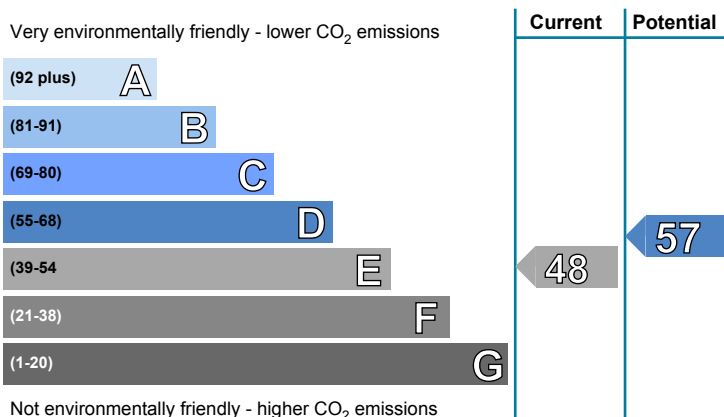 Current Potential
Very environmentally friendly - lower CO2 emissions
(92 plus) A
(81-91) B
(69-80) C
(55-68) D
57
(39-54 E
48
(21-38) F
(1-20) G
Not environmentally friendly - higher CO2 emissions